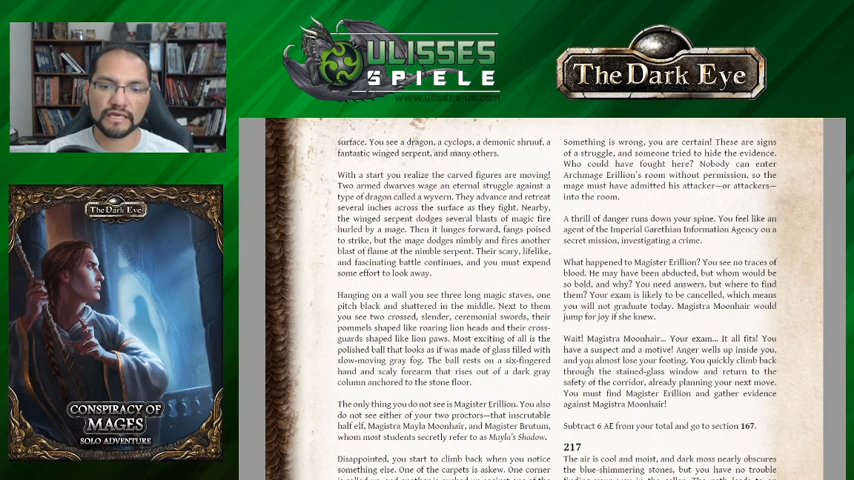 ULISSES
SPIELE
www.ulisses-us.com
The Dark Eye
The Dark Eye
CONSPIRACY OF
MAGES
SOLO ADVENTURE
surface. You see a dragon, a cyclops, a demonic shruuf, a
fantastic winged serpent, and many others.
With a start you realize the carved figures are moving!
Two armed dwarves wage an eternal struggle against a
type of dragon called a wyvern. They advance and retreat
several inches across the surface as they fight. Nearby,
the winged serpent dodges several blasts of magic fire
hurled by a mage. Then it lunges forward, fangs poised
to strike, but the mage dodges nimbly and fires another
blast of flame at the nimble serpent. Their scary, lifelike,
and fascinating battle continues, and you must expend
some effort to look away.
Hanging on a wall you see three long magic staves, one
pitch black and shattered in the middle. Next to them
you see two crossed, slender, ceremonial swords, their
pommels shaped like roaring lion heads and their cross-
guards shaped like lion paws. Most exciting of all is the
polished ball that looks as if was made of glass filled with
slow-moving gray fog. The ball rests on a six-fingered
hand and scaly forearm that rises out of a dark gray
column anchored to the stone floor.
The only thing you do not see is Magister Erillion. You also
do not see either of your two proctors—that inscrutable
half elf, Magistra Mayla Moonhair, and Magister Brutum,
whom most students secretly refer to as Mayla's Shadow.
Disappointed, you start to climb back when you notice
something else. One of the carpets is askew. One corner
Something is wrong, you are certain! These are signs
of a struggle, and someone tried to hide the evidence.
Who could have fought here? Nobody can enter
Archmage Erillion's room without permission, so the
mage must have admitted his attacker—or attackers—
into the room.
A thrill of danger runs down your spine. You feel like an
agent of the Imperial Garethian Information Agency on a
secret mission, investigating a crime.
What happened to Magister Erillion? You see no traces of
blood. He may have been abducted, but whom would be
so bold, and why? You need answers, but where to find
them? Your exam is likely to be cancelled, which means
you will not graduate today. Magistra Moonhair would
jump for joy if she knew.
Wait! Magistra Moonhair... Your exam... It all fits! You
have a suspect and a motive! Anger wells up inside you,
and you almost lose your footing. You quickly climb back
through the stained-glass window and return to the
safety of the corridor, already planning your next move.
You must find Magister Erillion and gather evidence
against Magistra Moonhair!
Subtract 6 AE from your total and go to section 167.
217
The air is cool and moist, and dark moss nearly obscures
the blue-shimmering stones, but you have no trouble